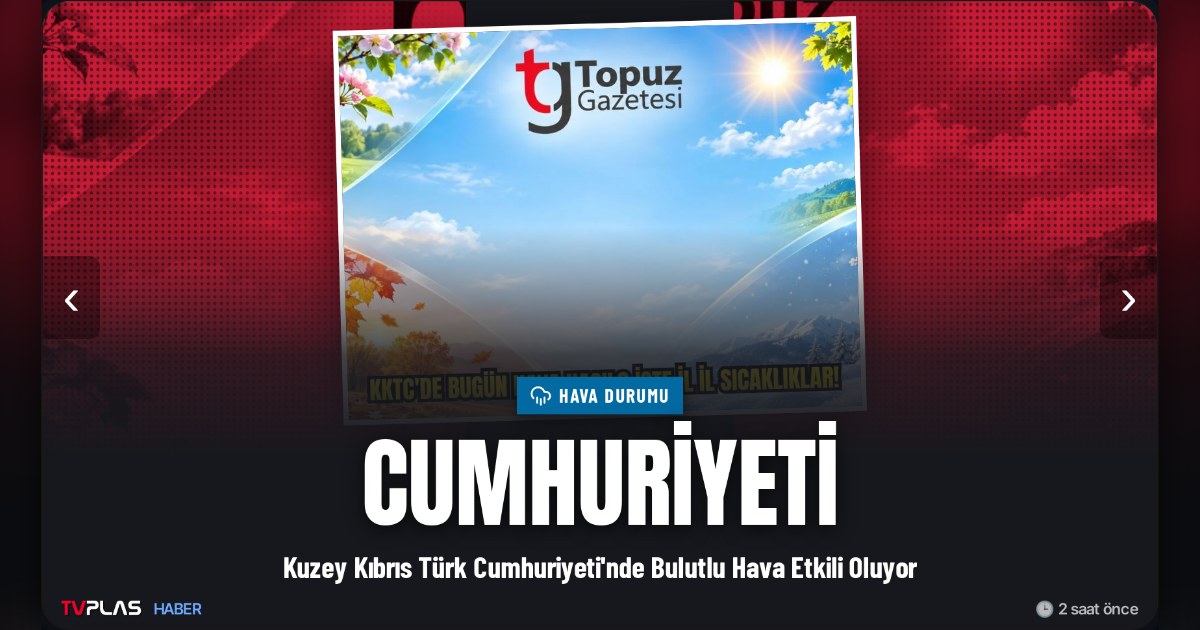 tg Topuz
Gazetesi
KKTC'DE BUGÜN İL İL SICAKLIKLAR!
HAVA DURUMU
CUMHURİYETİ
Kuzey Kıbrıs Türk Cumhuriyeti'nde Bulutlu Hava Etkili Oluyor
TVPLAS HABER
2 saat önce